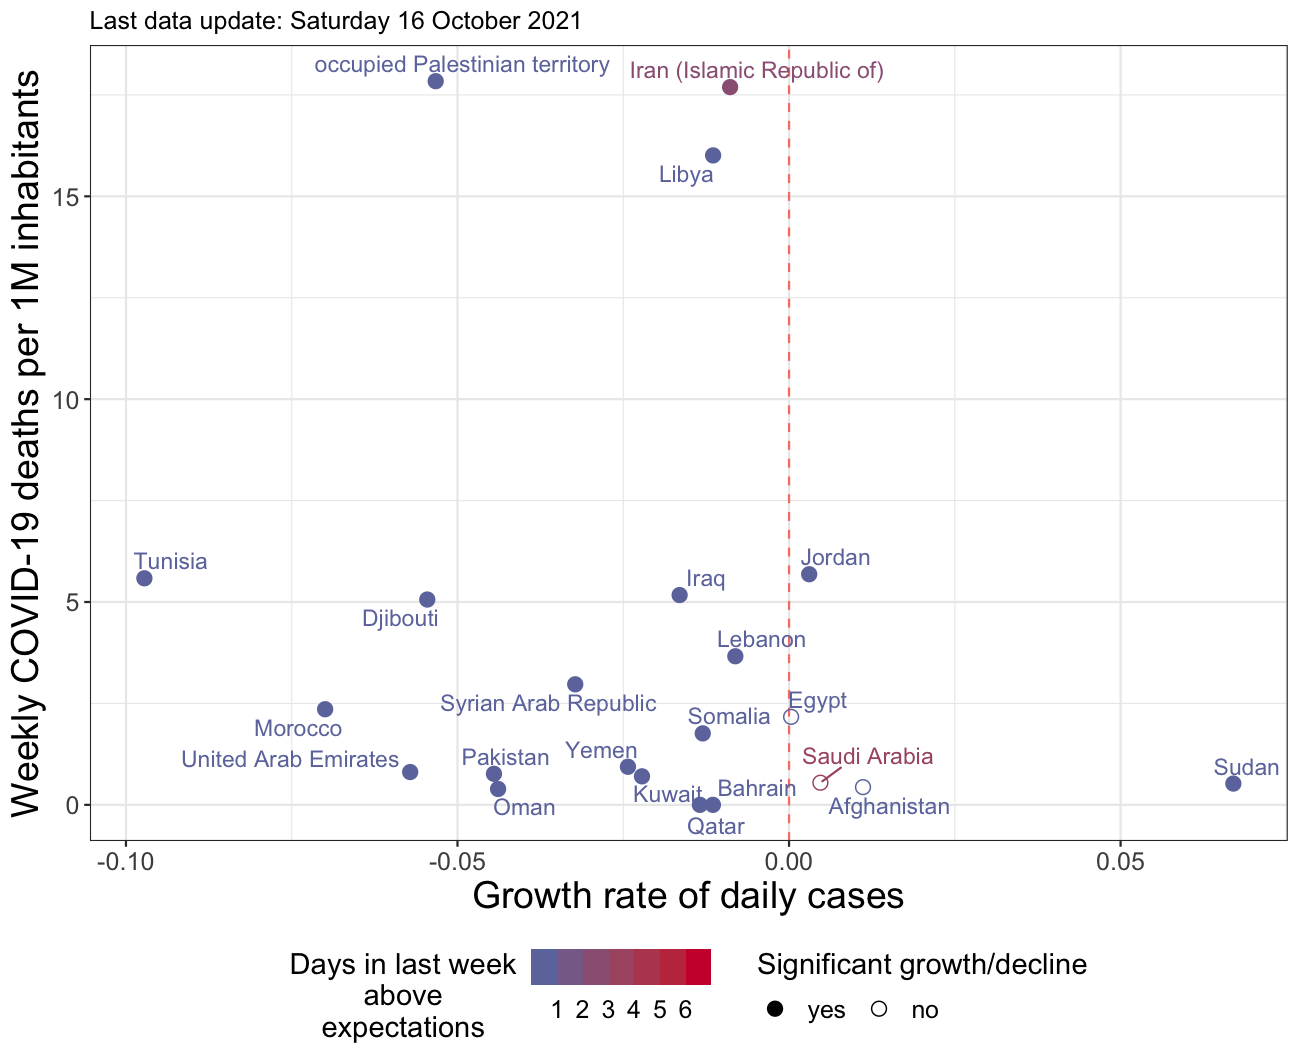 Last data update: Saturday 16 October 2021
Weekly COVID-19 deaths per 1M inhabitants
occupied Palestinian territory
Iran (Islamic Republic of)
Libya
15
10
Tunisia
Jordan
Iraq
5
Djibouti
Lebanon
Syrian Arab Republic
Egypt
Morocco
Somalia
United Arab Emirates
Pakistan
Yemen
Saudi Arabia
Sudan
Kuwait
Bahrain
0
Oman
Afghanistan
Qatar
-0.10 -0.05 0.00 0.05
Growth rate of daily cases
Days in last week
above
expectations
1 2 3 4 5 6
Significant growth/decline
yes no